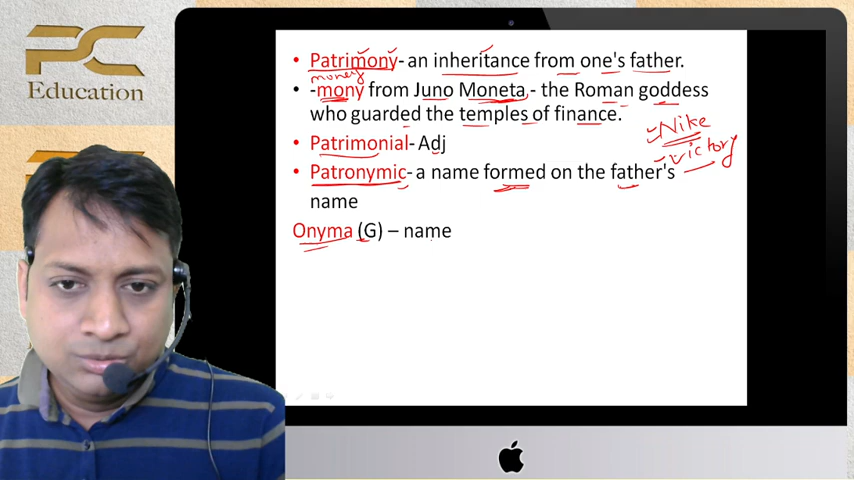 PC
Education
• Patrimony- an inheritance from one's father.
money
• -mony from Juno Moneta,- the Roman goddess
who guarded the temples of finance.
Nike
victory
• Patrimonial- Adj
• Patronymic- a name formed on the father's
name
Onyma (G) – name